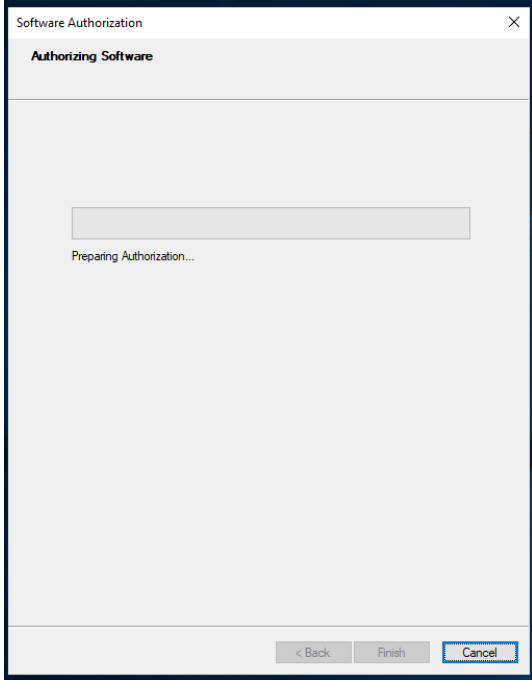 Software Authorization
Authorizing Software
Preparing Authorization...
< Back Finish Cancel